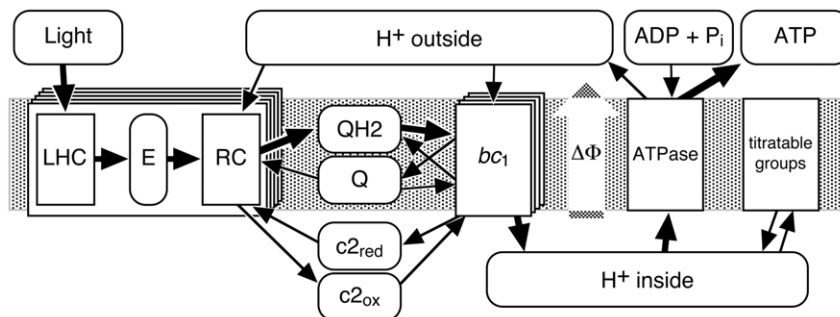 Light
H+ outside
ADP + Pi
ATP
LHC
E
RC
QH2
Q
bc1
ΔΦ
ATPase
titratable
groups
c2red
c2ox
H+ inside